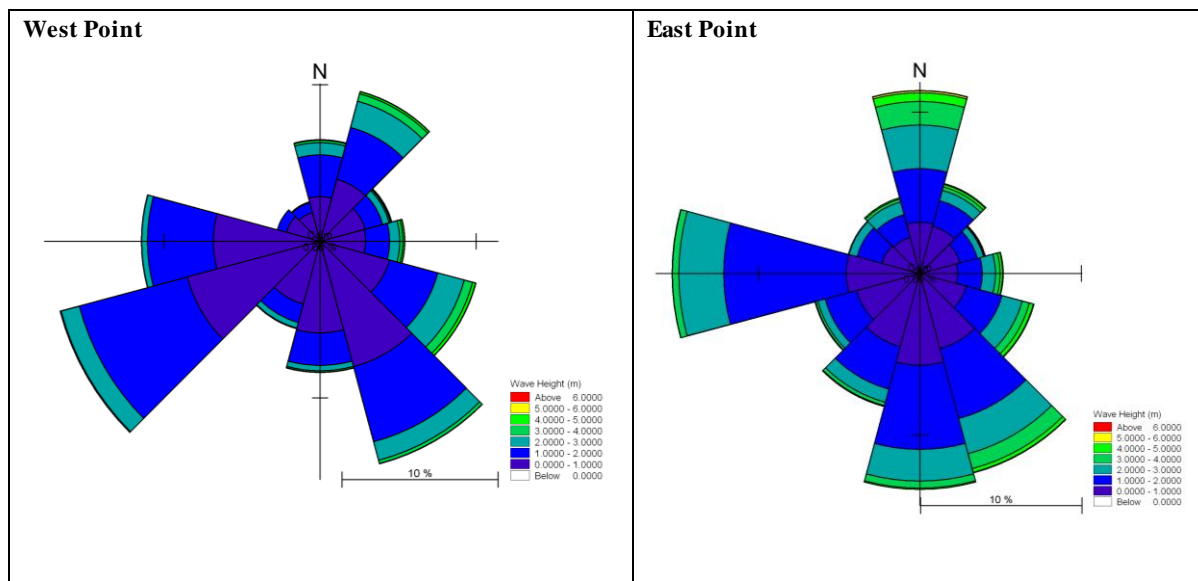 West Point
N
Wave Height (m)
Above 6.0000
5.0000 - 6.0000
4.0000 - 5.0000
3.0000 - 4.0000
2.0000 - 3.0000
1.0000 - 2.0000
0.0000 - 1.0000
Below 0.0000
10 %
East Point
N
Wave Height (m)
Above 6.0000
5.0000 - 6.0000
4.0000 - 5.0000
3.0000 - 4.0000
2.0000 - 3.0000
1.0000 - 2.0000
0.0000 - 1.0000
Below 0.0000
10 %